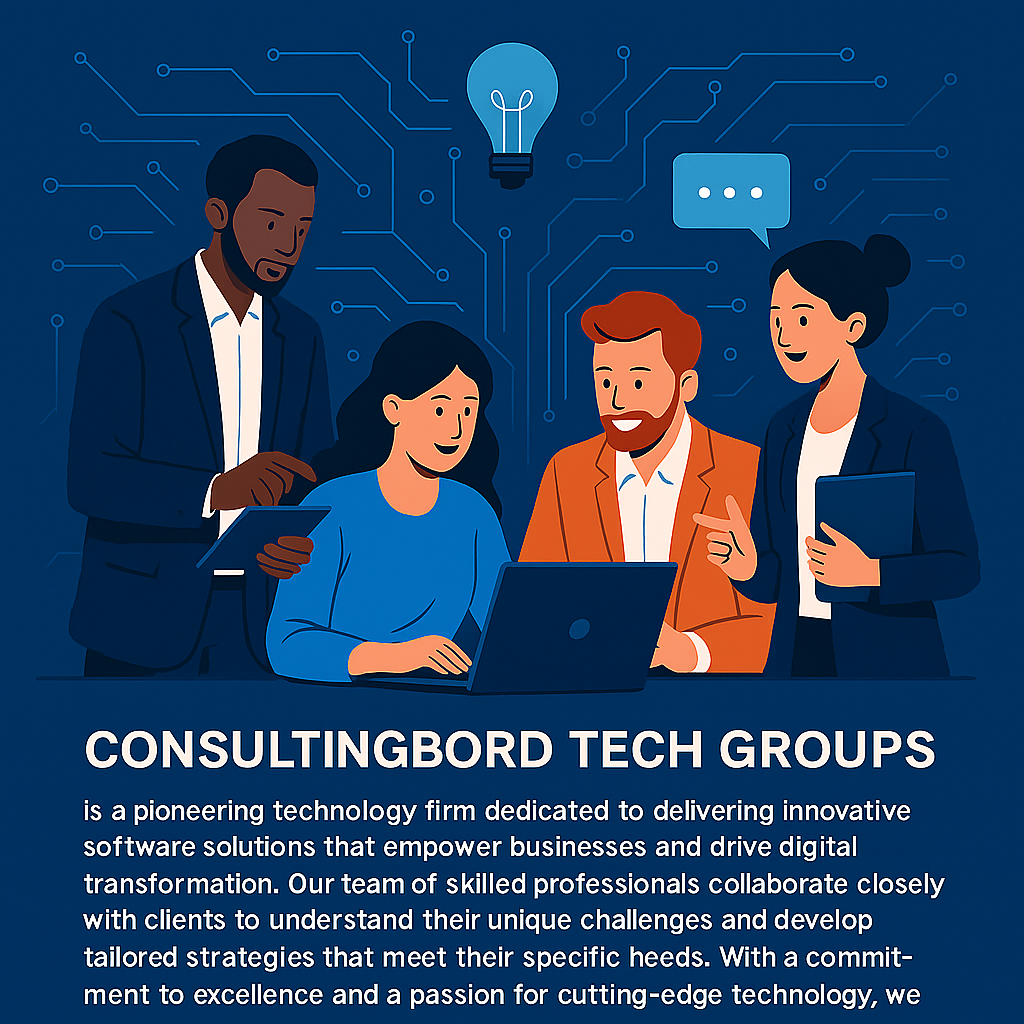 CONSULTINGBORD TECH GROUPS
is a pioneering technology firm dedicated to delivering innovative
software solutions that empower businesses and drive digital
transformation. Our team of skilled professionals collaborate closely
with clients to understand their unique challenges and develop
tailored strategies that meet their specific heeds. With a commit-
ment to excellence and a passion for cutting-edge technology, we